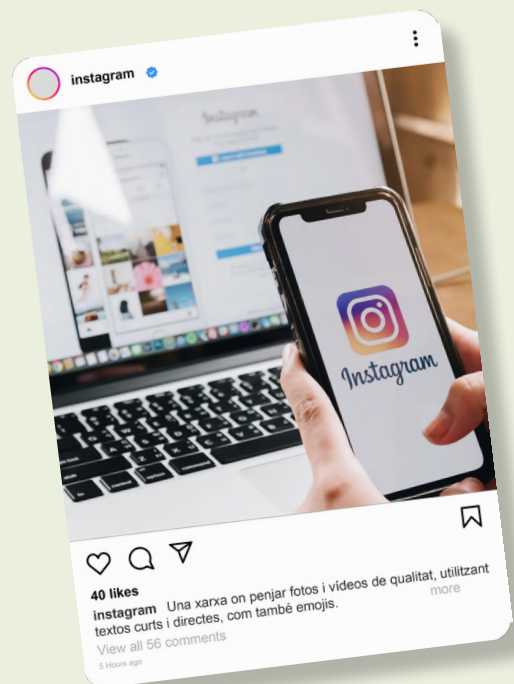 instagram
Instagram
Instagram
40 likes
instagram Una xarxa on penjar fotos i vídeos de qualitat, utilitzant
textos curts i directes, com també emojis.
more
View all 56 comments
5 Hours ago